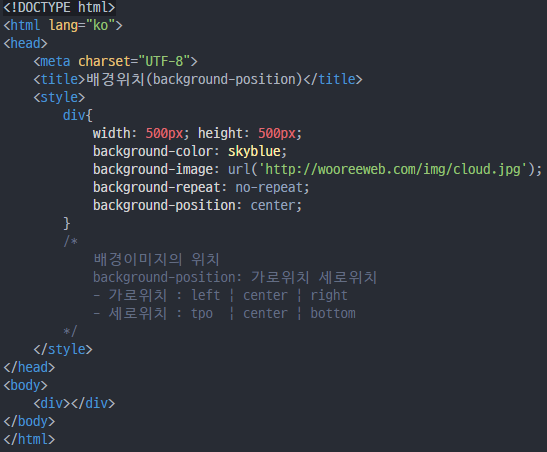 <!DOCTYPE html>
<html lang="ko">
<head>
    <meta charset="UTF-8">
    <title>배경위치(background-position)</title>
    <style>
        div{
            width: 500px; height: 500px;
            background-color: skyblue;
            background-image: url('http://wooreeweb.com/img/cloud.jpg');
            background-repeat: no-repeat;
            background-position: center;
        }
        /*
            배경이미지의 위치
            background-position: 가로위치 세로위치
            - 가로위치 : left ¦ center ¦ right
            - 세로위치 : tpo  ¦ center ¦ bottom
        */
    </style>
</head>
<body>
    <div></div>
</body>
</html>